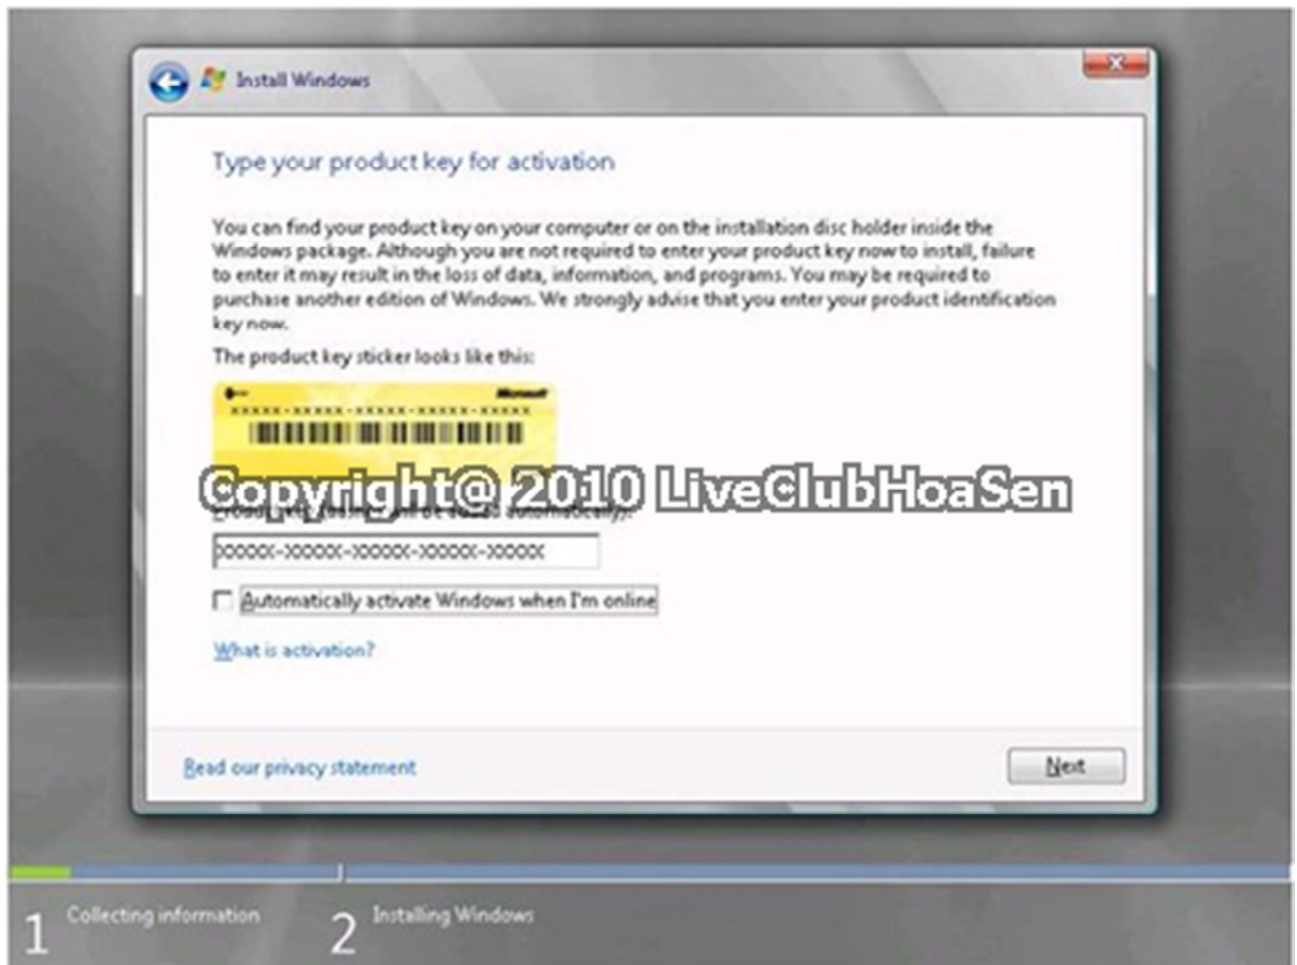 Install Windows
Type your product key for activation
You can find your product key on your computer or on the installation disc holder inside the
Windows package. Although you are not required to enter your product key now to install, failure
to enter it may result in the loss of data, information, and programs. You may be required to
purchase another edition of Windows. We strongly advise that you enter your product identification
key now.
The product key sticker looks like this:
Microsoft
XXXXX-XXXXX-XXXXX-XXXXX-XXXXX
Copyright@ 2010 LiveClubHoaSen
Product key will be added automatically):
XXXXX-XXXXX-XXXXX-XXXXX-XXXXX
Automatically activate Windows when I'm online
What is activation?
Read our privacy statement
Next
1 Collecting information
2 Installing Windows